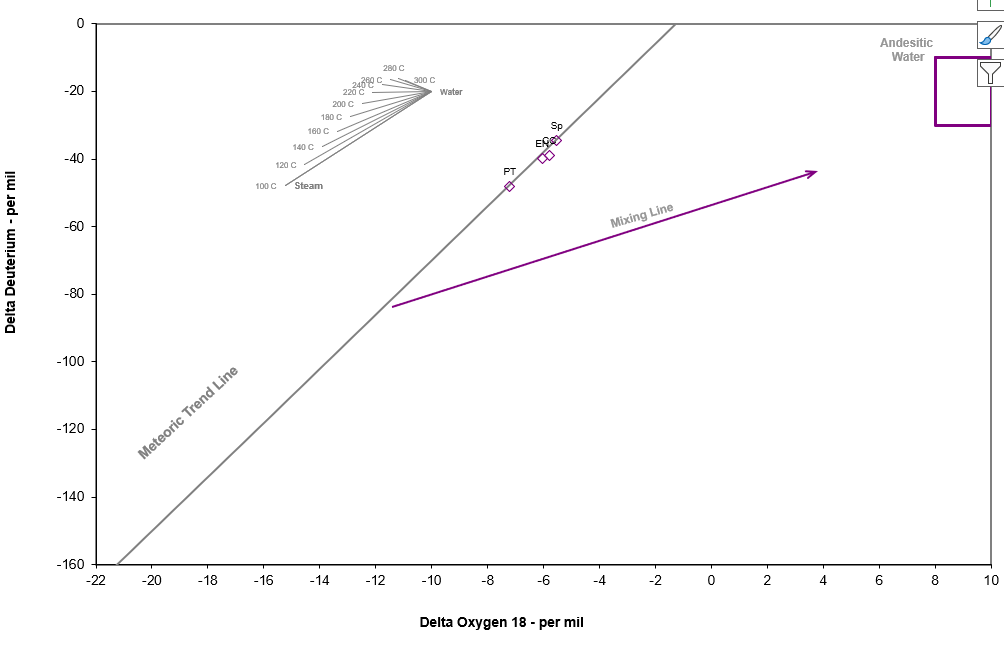 0
-20
-40
-60
-80
-100
-120
-140
-160
-22
-20
-18
-16
-14
-12
-10
-8
-6
-4
-2
0
2
4
6
8
10
Delta Deuterium - per mil
Delta Oxygen 18 - per mil
280 C
260 C
300 C
240 C
220 C
Water
200 C
180 C
160 C
140 C
120 C
100 C
Steam
Andesitic
Water
Sp
PT
Mixing Line
Meteoric Trend Line